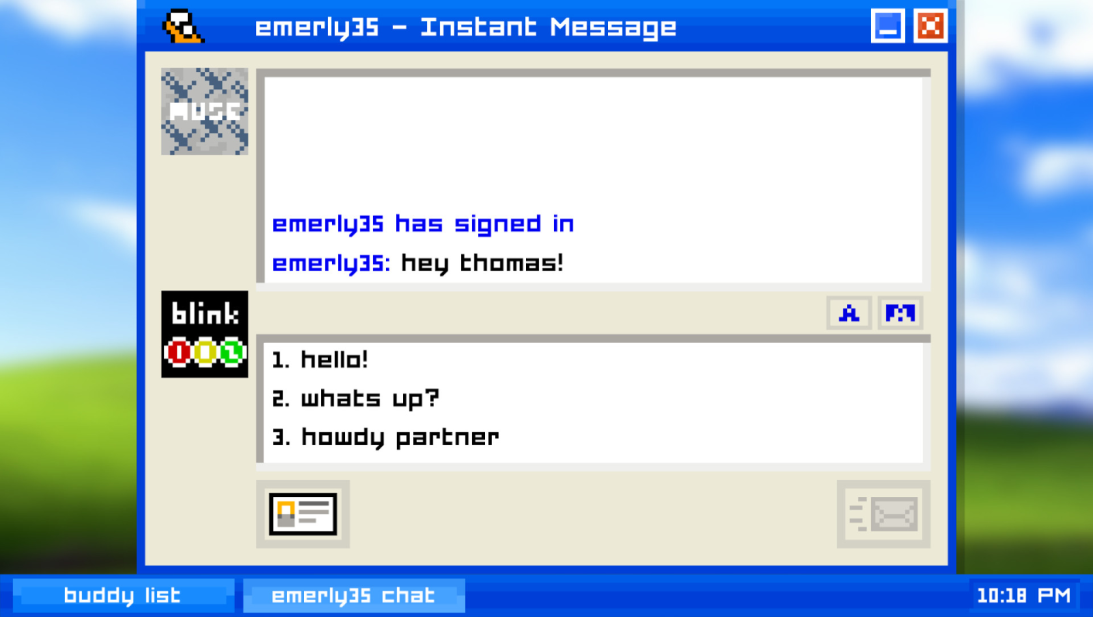 emerly35 - Instant Message
MUSE
emerly35 has signed in
emerly35: hey thomas!
blink
182
A
1. hello!
2. whats up?
3. howdy partner
buddy list
emerly35 chat
10:18 PM